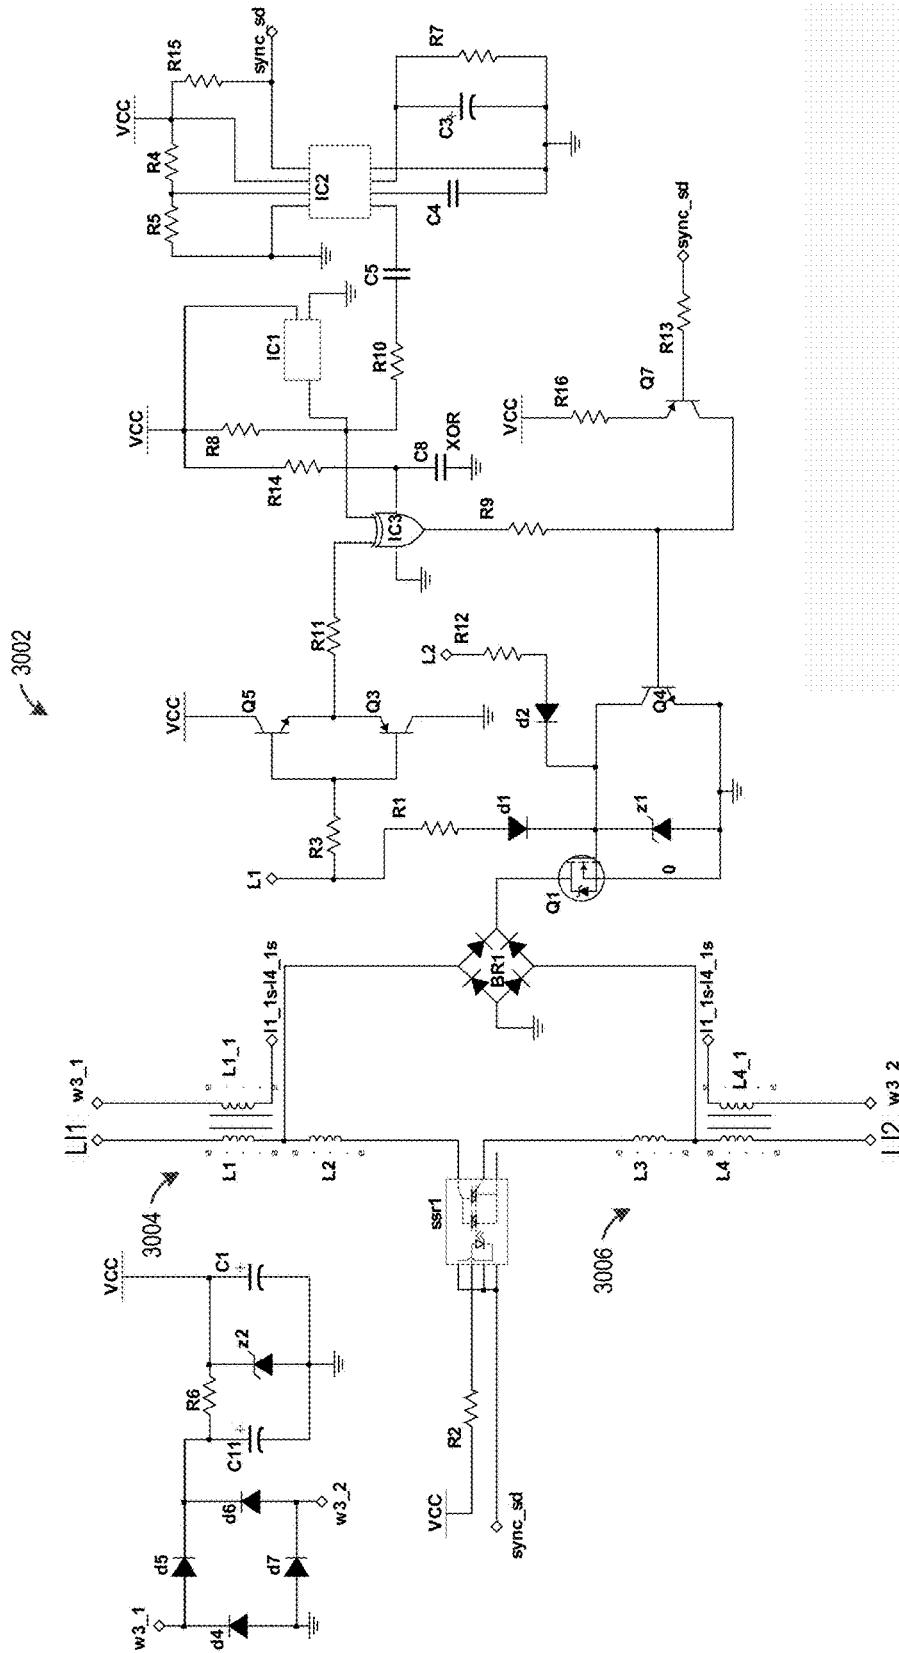 3002
w3_1
d4
d5
d7
d6
w3_2
C11
R6
z2
C1
VCC
3004
LI1
w3_1
L1
L1_1
l1_1s-l4_1s
L2
VCC
R2
sync_sd
ssr1
3006
L3
L4
L4_1
l1_1s-l4_1s
LI2
w3_2
BR1
Q1
0
L1
R3
R1
d1
z1
VCC
Q5
Q3
d2
L2
R12
Q4
R11
IC3
R9
R14
C8
XOR
VCC
R8
IC1
R10
C5
VCC
R16
Q7
R13
sync_sd
VCC
R5
R4
R15
sync_sd
IC2
C4
C3
R7